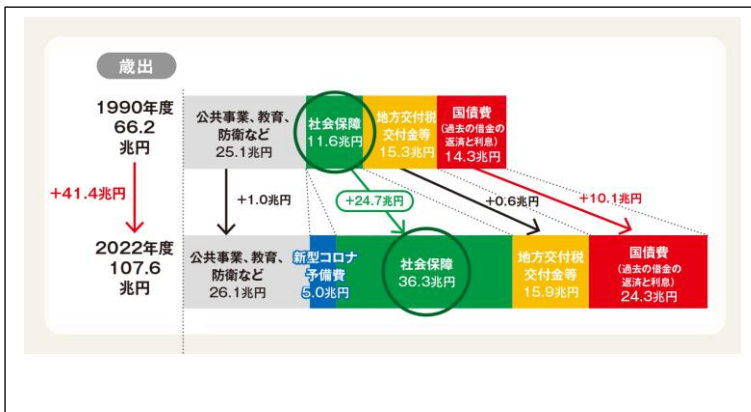 歳出
1990年度
66.2
兆円
公共事業、教育、
防衛など
25.1兆円
社会保障
11.6兆円
地方交付税
交付金等
15.3兆円
国債費
(過去の借金の
返済と利息)
14.3兆円
+41.4兆円
+1.0兆円
+24.7兆円
+0.6兆円
+10.1兆円
2022年度
107.6
兆円
公共事業、教育、
防衛など
26.1兆円
新型コロナ
予備費
5.0兆円
社会保障
36.3兆円
地方交付税
交付金等
15.9兆円
国債費
(過去の借金の
返済と利息)
24.3兆円